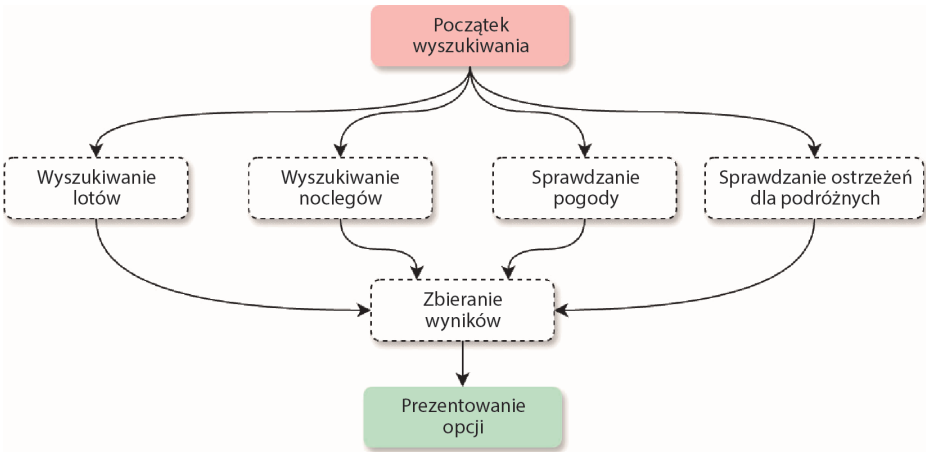 Początek
wyszukiwania
Wyszukiwanie
lotów
Wyszukiwanie
noclegów
Sprawdzanie
pogody
Sprawdzanie ostrzeżeń
dla podróżnych
Zbieranie
wyników
Prezentowanie
opcji